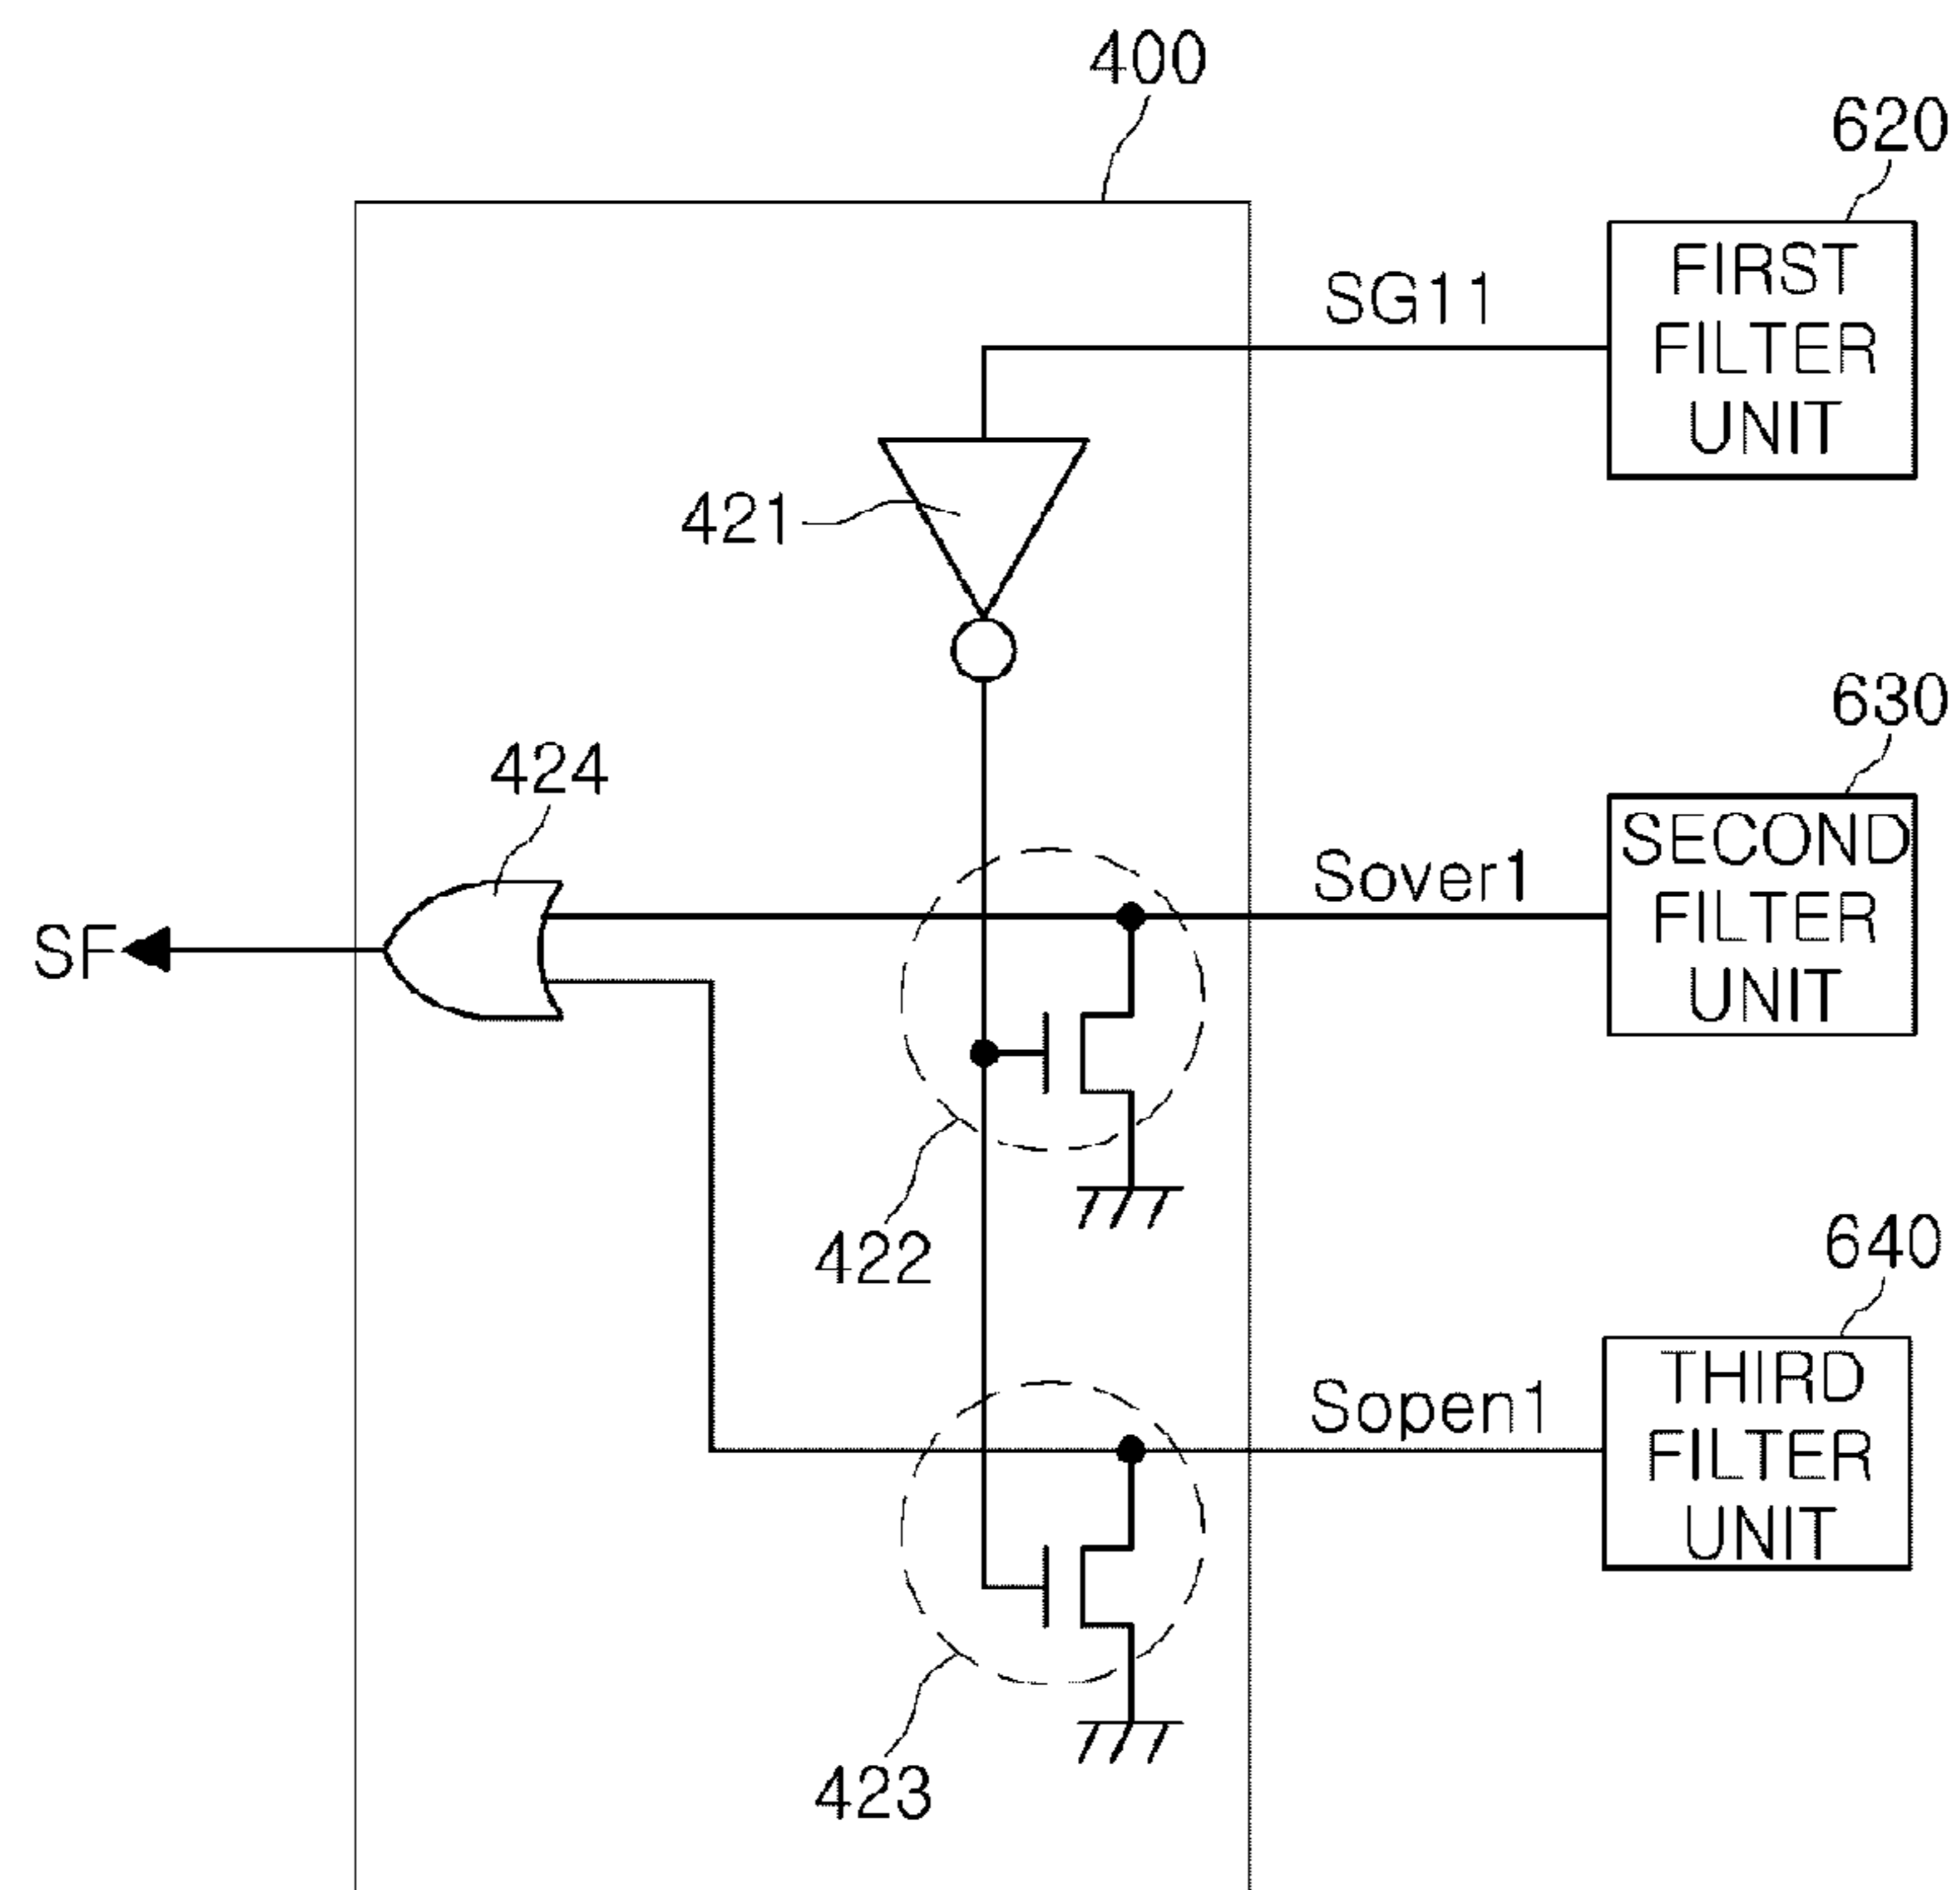 400
620
FIRST
FILTER
UNIT
SG11
421
630
SECOND
FILTER
UNIT
Sover1
424
SF
422
640
THIRD
FILTER
UNIT
Sopen1
423